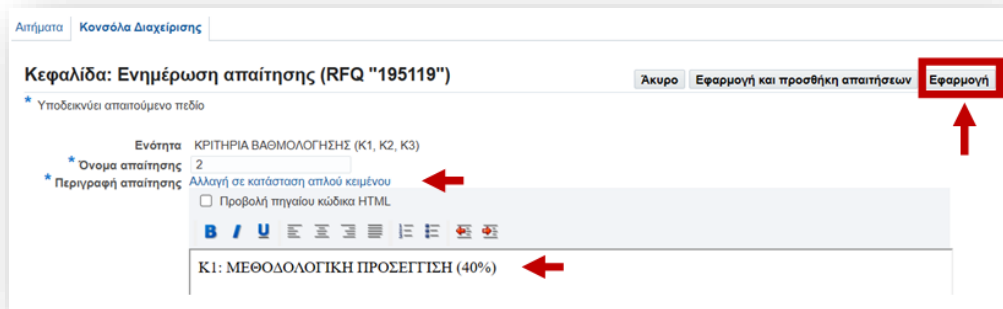 Αιτήματα Κονσόλα Διαχείρισης
Κεφαλίδα: Ενημέρωση απαίτησης (RFQ "195119")
Άκυρο Εφαρμογή και προσθήκη απαιτήσεων Εφαρμογή
* Υποδεικνύει απαιτούμενο πεδίο
Ενότητα ΚΡΙΤΗΡΙΑ ΒΑΘΜΟΛΟΓΗΣΗΣ (Κ1, Κ2, Κ3)
* Όνομα απαίτησης 2
* Περιγραφή απαίτησης Αλλαγή σε κατάσταση απλού κειμένου
Προβολή πηγαίου κώδικα HTML
B I U
Κ1: ΜΕΘΟΔΟΛΟΓΙΚΗ ΠΡΟΣΕΓΓΙΣΗ (40%)